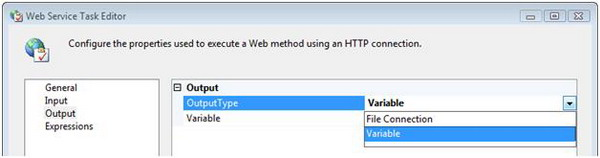 Web Service Task Editor
Configure the properties used to execute a Web method using an HTTP connection.
General
Input
Output
Expressions
Output
OutputType Variable
Variable
File Connection
Variable